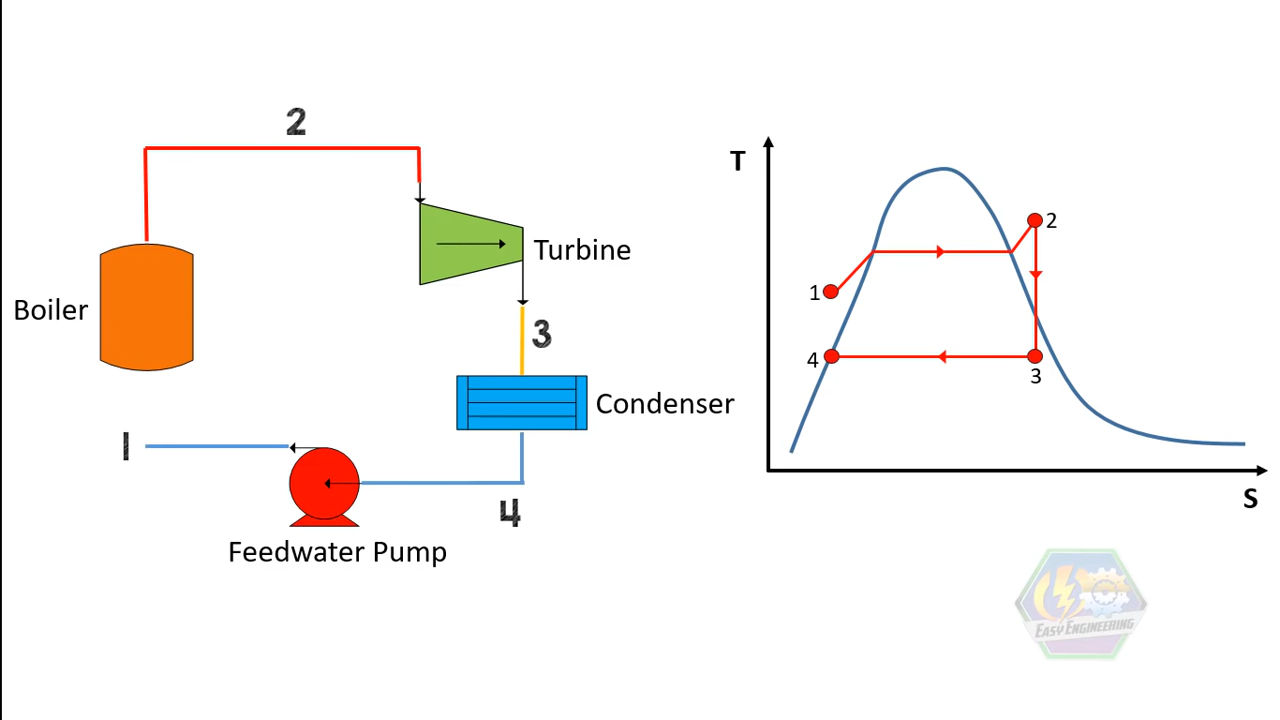 2
Turbine
Boiler
3
Condenser
1
4
Feedwater Pump
T
2
1
4
3
S
EASY ENGINEERING